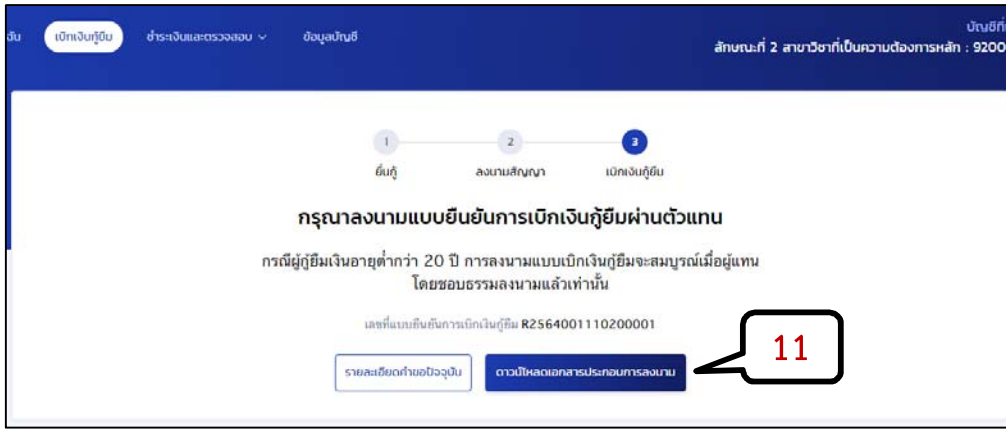 เบิกเงินกู้ยืม ชำระเงินและตรวจสอบ ข้อมูลบัญชี
ลักษณะที่ 2 สาขาวิชาที่เป็นความต้องการหลัก : 9200
1 2 3
ยื่นกู้ ลงนามสัญญา เบิกเงินกู้ยืม
กรุณาลงนามแบบยืนยันการเบิกเงินกู้ยืมผ่านตัวแทน
กรณีผู้กู้ยืมเงินอายุต่ำกว่า 20 ปี การลงนามแบบเบิกเงินกู้ยืมจะสมบูรณ์เมื่อผู้แทน
โดยชอบธรรมลงนามแล้วเท่านั้น
เลขที่แบบยืนยันการเบิกเงินกู้ยืม R2564001110200001
รายละเอียดคำขอปัจจุบัน ดาวน์โหลดเอกสารประกอบการลงนาม
11